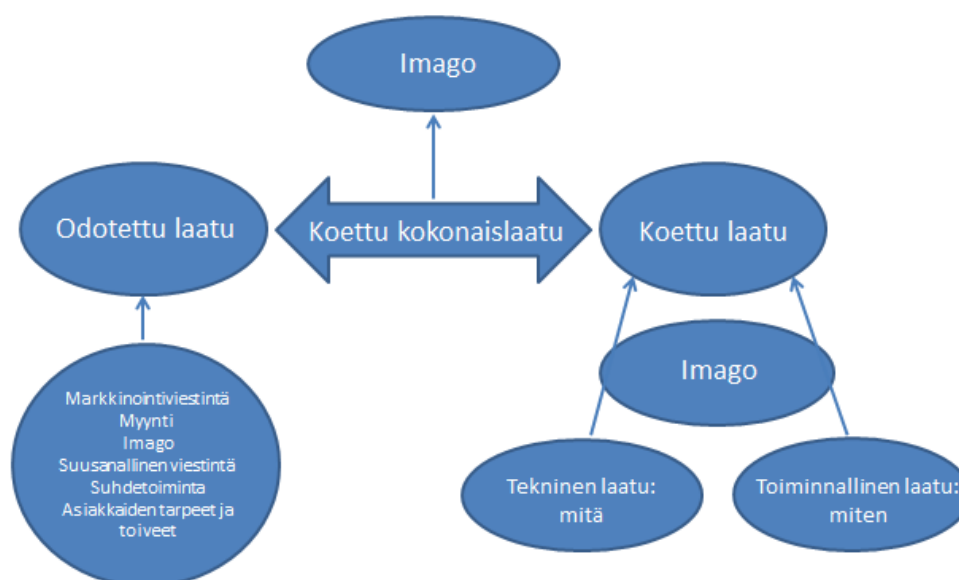 Imago
Odotettu laatu
Koettu kokonaislaatu
Koettu laatu
Markkinointiviestintä
Myynti
Imago
Suusanallinen viestintä
Suhdetoiminta
Asiakkaiden tarpeet ja
toiveet
Imago
Tekninen laatu:
mitä
Toiminnallinen laatu:
miten